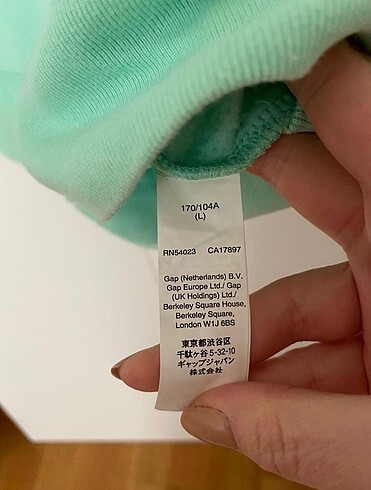 170/104A
(L)
RN54023 CA17897
Gap (Netherlands) B.V.
Gap Europe Ltd./ Gap
(UK Holdings) Ltd./
Berkeley Square House,
Berkeley Square,
London W1J 6BS
東京都渋谷区
千駄ヶ谷5-32-10
ギャップジャパン
株式会社